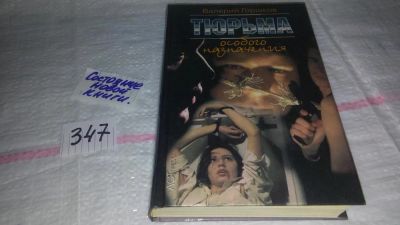 Валерий Горшков
ТЮРЬМА
особого
назначения
Состояние
новой
книги.
347